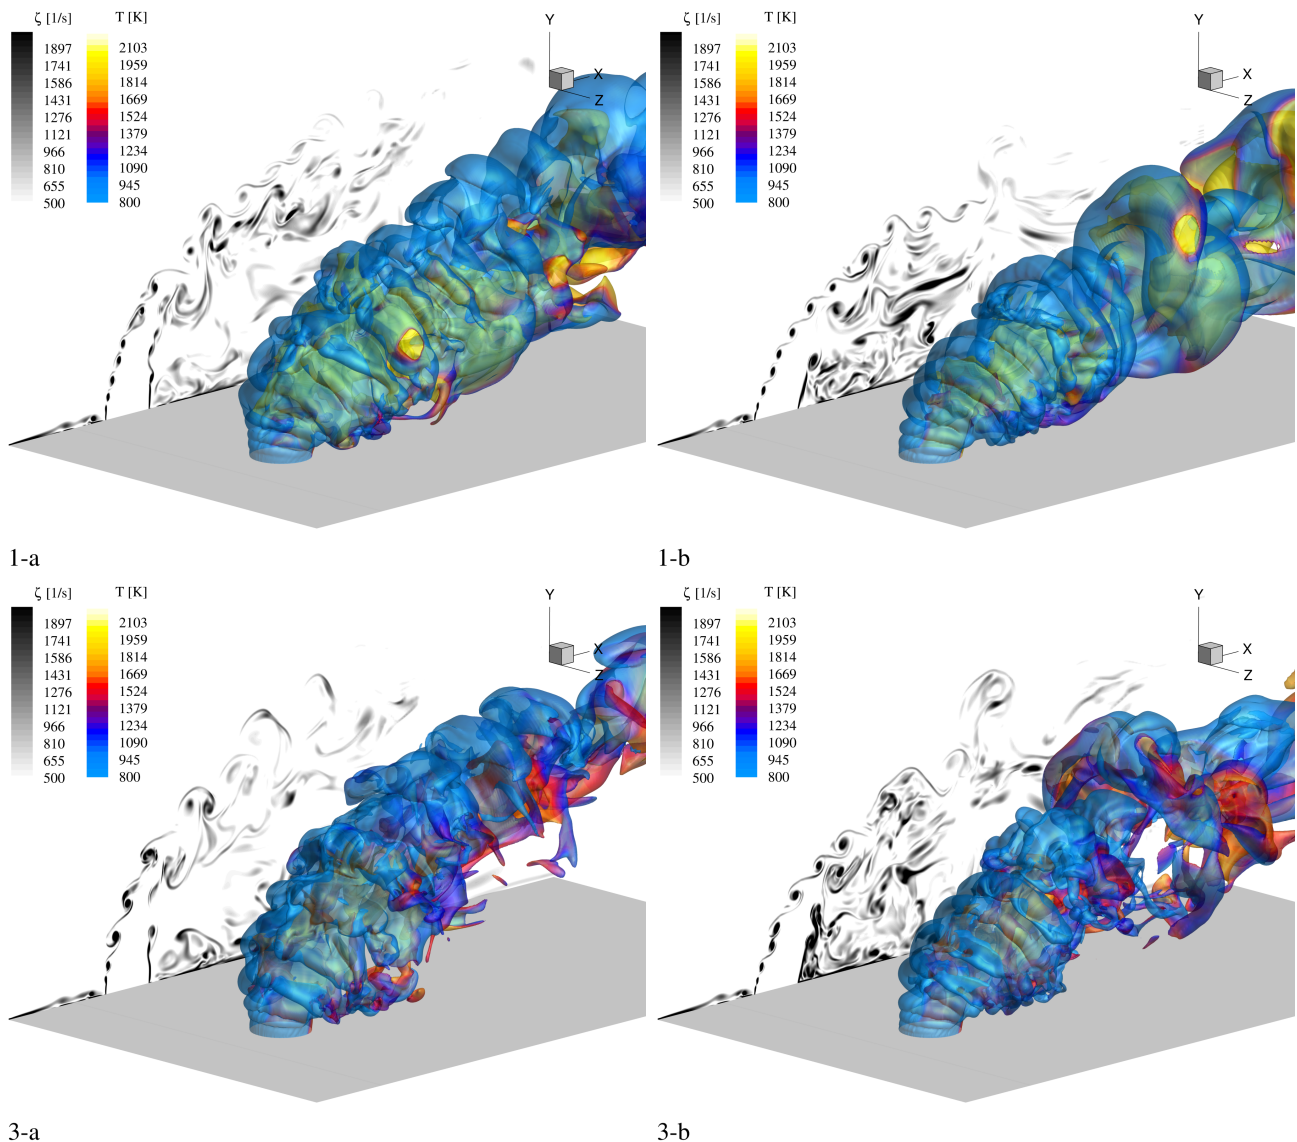 ζ [1/s] T [K]
1897 2103
1741 1959
1586 1814
1431 1669
1276 1524
1121 1379
966 1234
810 1090
655 945
500 800
Y
X
Z
1-a
ζ [1/s] T [K]
1897 2103
1741 1959
1586 1814
1431 1669
1276 1524
1121 1379
966 1234
810 1090
655 945
500 800
Y
X
Z
1-b
ζ [1/s] T [K]
1897 2103
1741 1959
1586 1814
1431 1669
1276 1524
1121 1379
966 1234
810 1090
655 945
500 800
Y
X
Z
3-a
ζ [1/s] T [K]
1897 2103
1741 1959
1586 1814
1431 1669
1276 1524
1121 1379
966 1234
810 1090
655 945
500 800
Y
X
Z
3-b